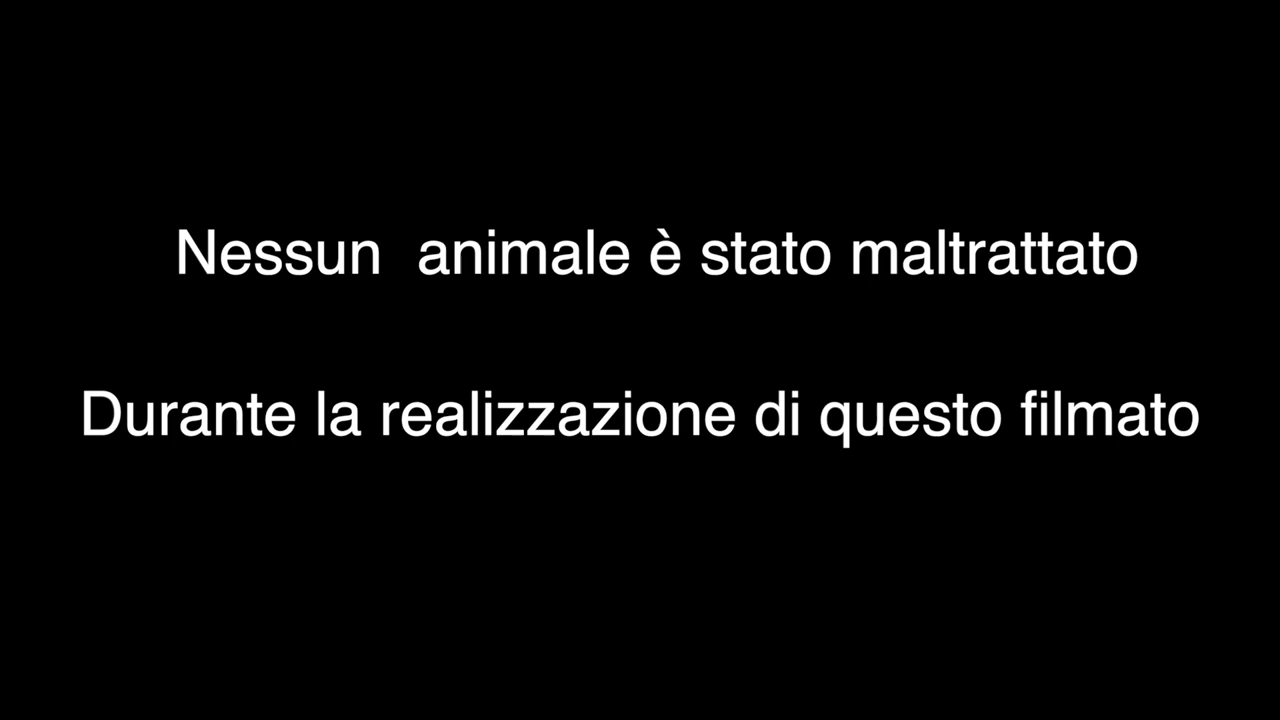 Nessun  animale è stato maltrattato
Durante la realizzazione di questo filmato